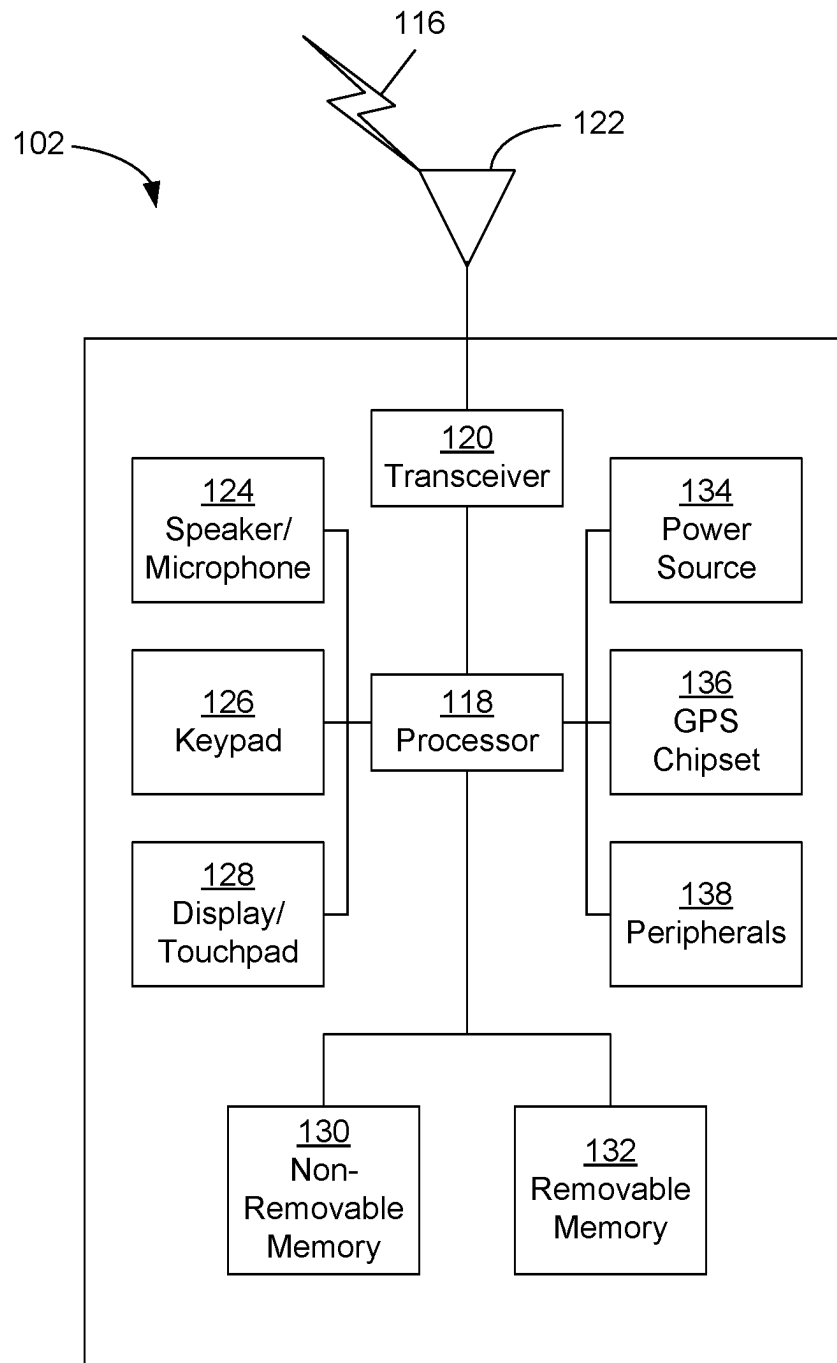 116
122
102
120
Transceiver
124
Speaker/
Microphone
134
Power
Source
126
Keypad
118
Processor
136
GPS
Chipset
128
Display/
Touchpad
138
Peripherals
130
Non-
Removable
Memory
132
Removable
Memory